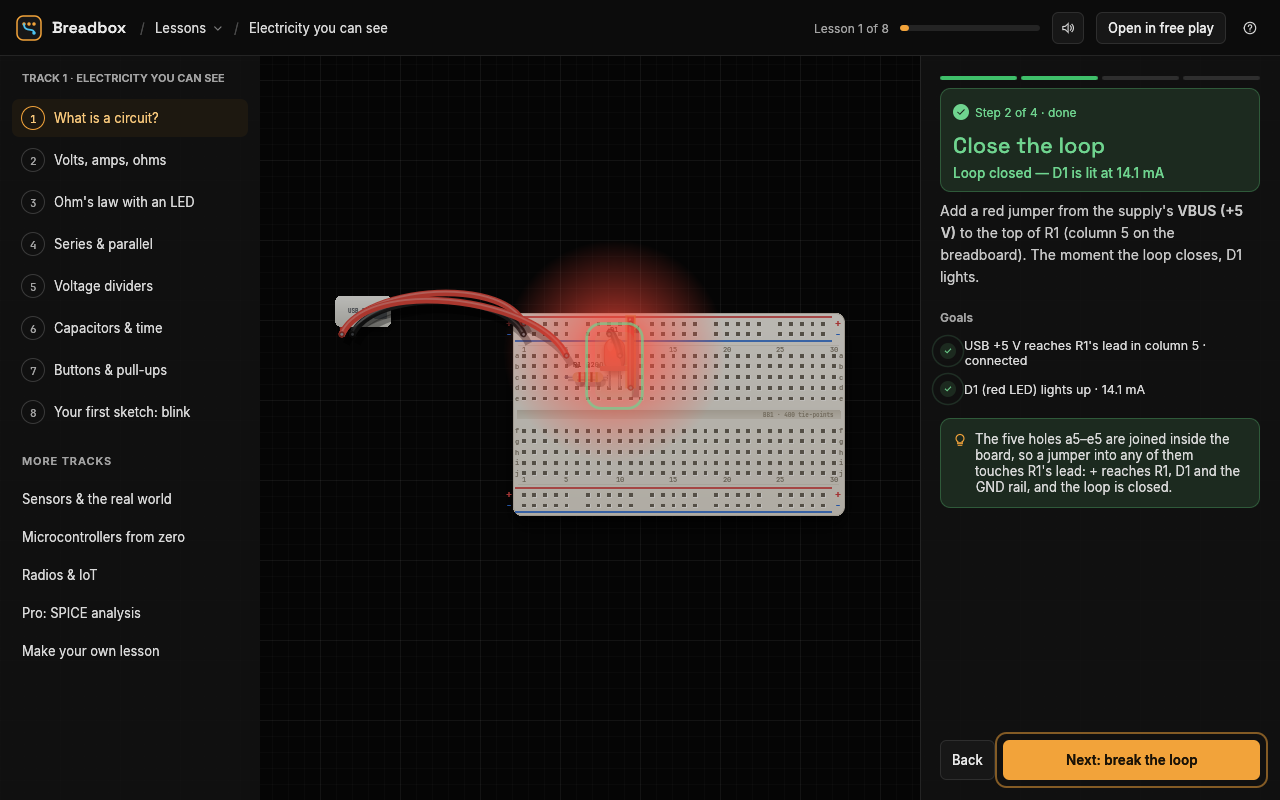 Breadbox / Lessons / Electricity you can see
Lesson 1 of 8
Open in free play
TRACK 1 · ELECTRICITY YOU CAN SEE
1 What is a circuit?
2 Volts, amps, ohms
3 Ohm's law with an LED
4 Series & parallel
5 Voltage dividers
6 Capacitors & time
7 Buttons & pull-ups
8 Your first sketch: blink
MORE TRACKS
Sensors & the real world
Microcontrollers from zero
Radios & IoT
Pro: SPICE analysis
Make your own lesson
USB
+ +
- -
1 5 15 20 25 30
a a
b b
c c
d d
e e
BB1 · 400 tie-points
f f
g g
h h
i i
j j
1 5 10 15 20 25 30
+ +
- -
Step 2 of 4 · done
Close the loop
Loop closed — D1 is lit at 14.1 mA
Add a red jumper from the supply's VBUS (+5
V) to the top of R1 (column 5 on the
breadboard). The moment the loop closes, D1
lights.
Goals
USB +5 V reaches R1's lead in column 5 ·
connected
D1 (red LED) lights up · 14.1 mA
The five holes a5–e5 are joined inside the
board, so a jumper into any of them
touches R1's lead: + reaches R1, D1 and the
GND rail, and the loop is closed.
Back
Next: break the loop